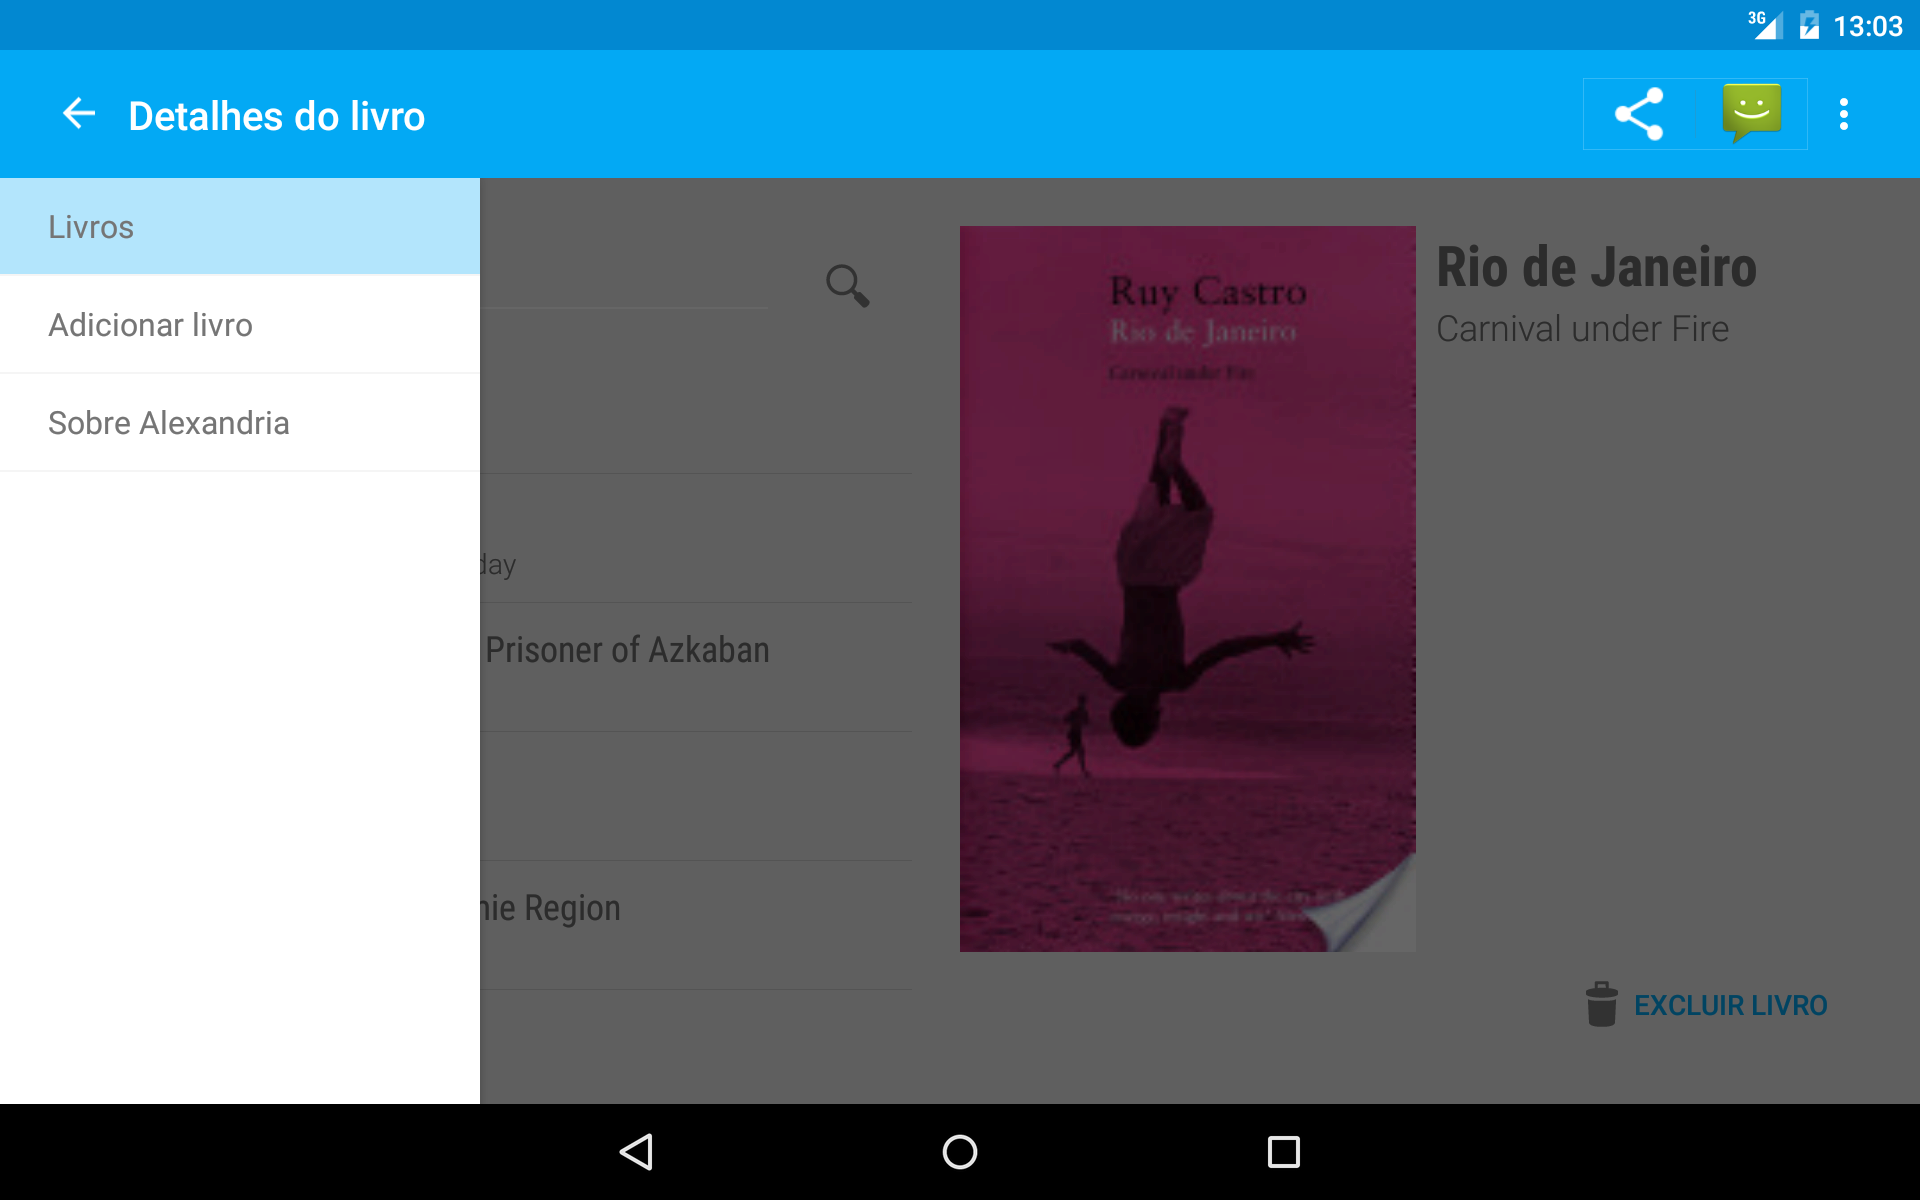 3G 13:03
Detalhes do livro
Livros
Adicionar livro
Sobre Alexandria
day
Prisoner of Azkaban
nie Region
Ruy Castro
Rio de Janeiro
Carnival under Fire
Rio de Janeiro
Carnival under Fire
EXCLUIR LIVRO